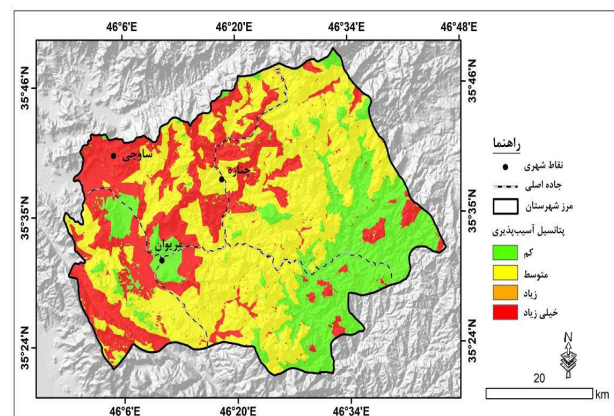 46°6'E
46°20'E
46°34'E
46°48'E
35°46'N
35°46'N
35°35'N
35°35'N
35°24'N
35°24'N
46°6'E
46°20'E
46°34'E
ساوجی
چناره
مریوان
راهنما
نقاط شهری
جاده اصلی
مرز شهرستان
پتانسیل آسیب‌پذیری
کم
متوسط
زیاد
خیلی زیاد
N
20
km